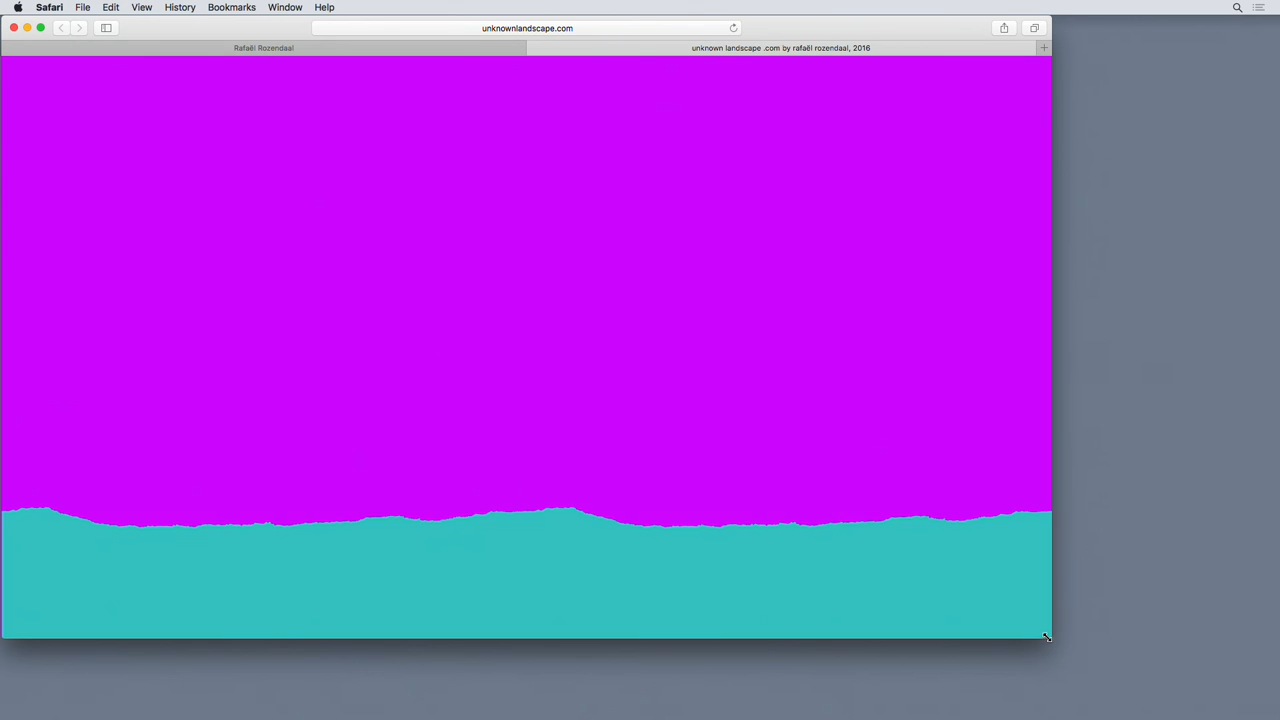 Safari File Edit View History Bookmarks Window Help
unknownlandscape.com
Rafaël Rozendaal
unknown landscape .com by rafaël rozendaal, 2016